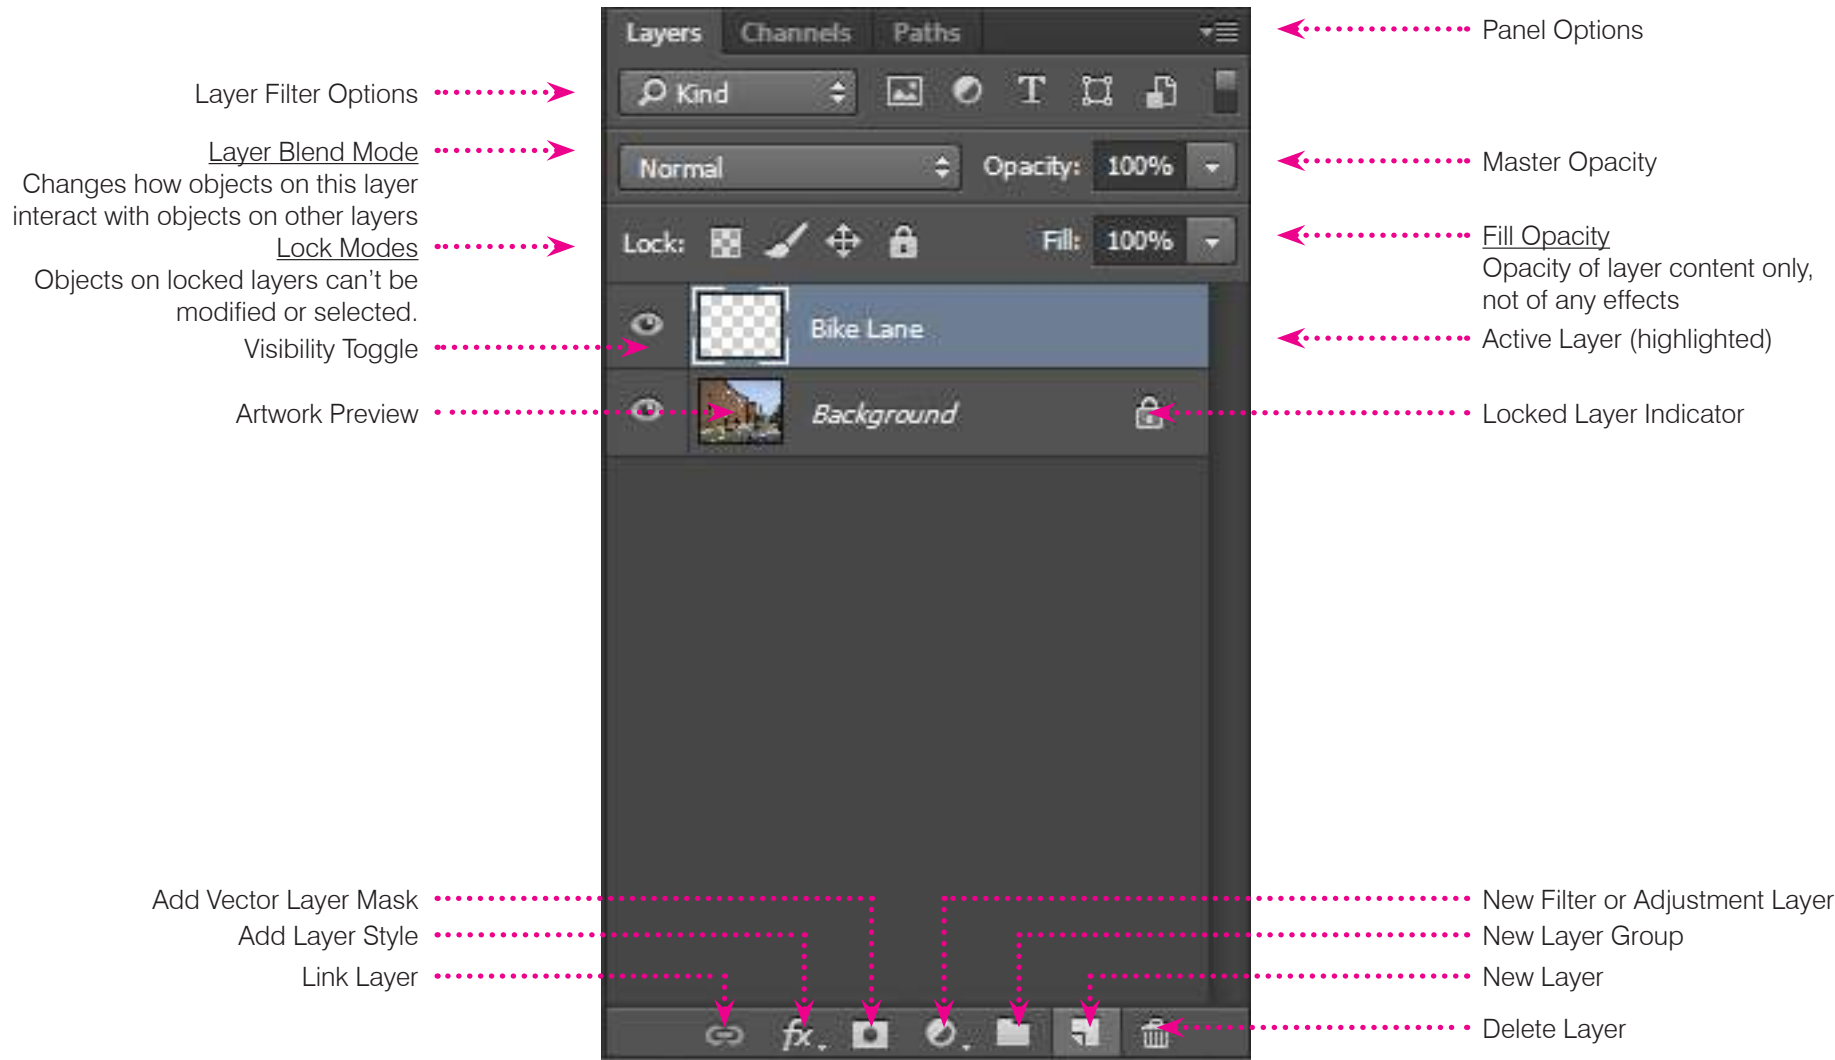 Layers Channels Paths
Panel Options
Layer Filter Options
Kind
Layer Blend Mode
Changes how objects on this layer
interact with objects on other layers
Normal
Opacity: 100%
Master Opacity
Lock Modes
Objects on locked layers can't be
modified or selected.
Lock:
Fill: 100%
Fill Opacity
Opacity of layer content only,
not of any effects
Visibility Toggle
Bike Lane
Active Layer (highlighted)
Artwork Preview
Background
Locked Layer Indicator
Add Vector Layer Mask
Add Layer Style
Link Layer
New Filter or Adjustment Layer
New Layer Group
New Layer
fx.
Delete Layer